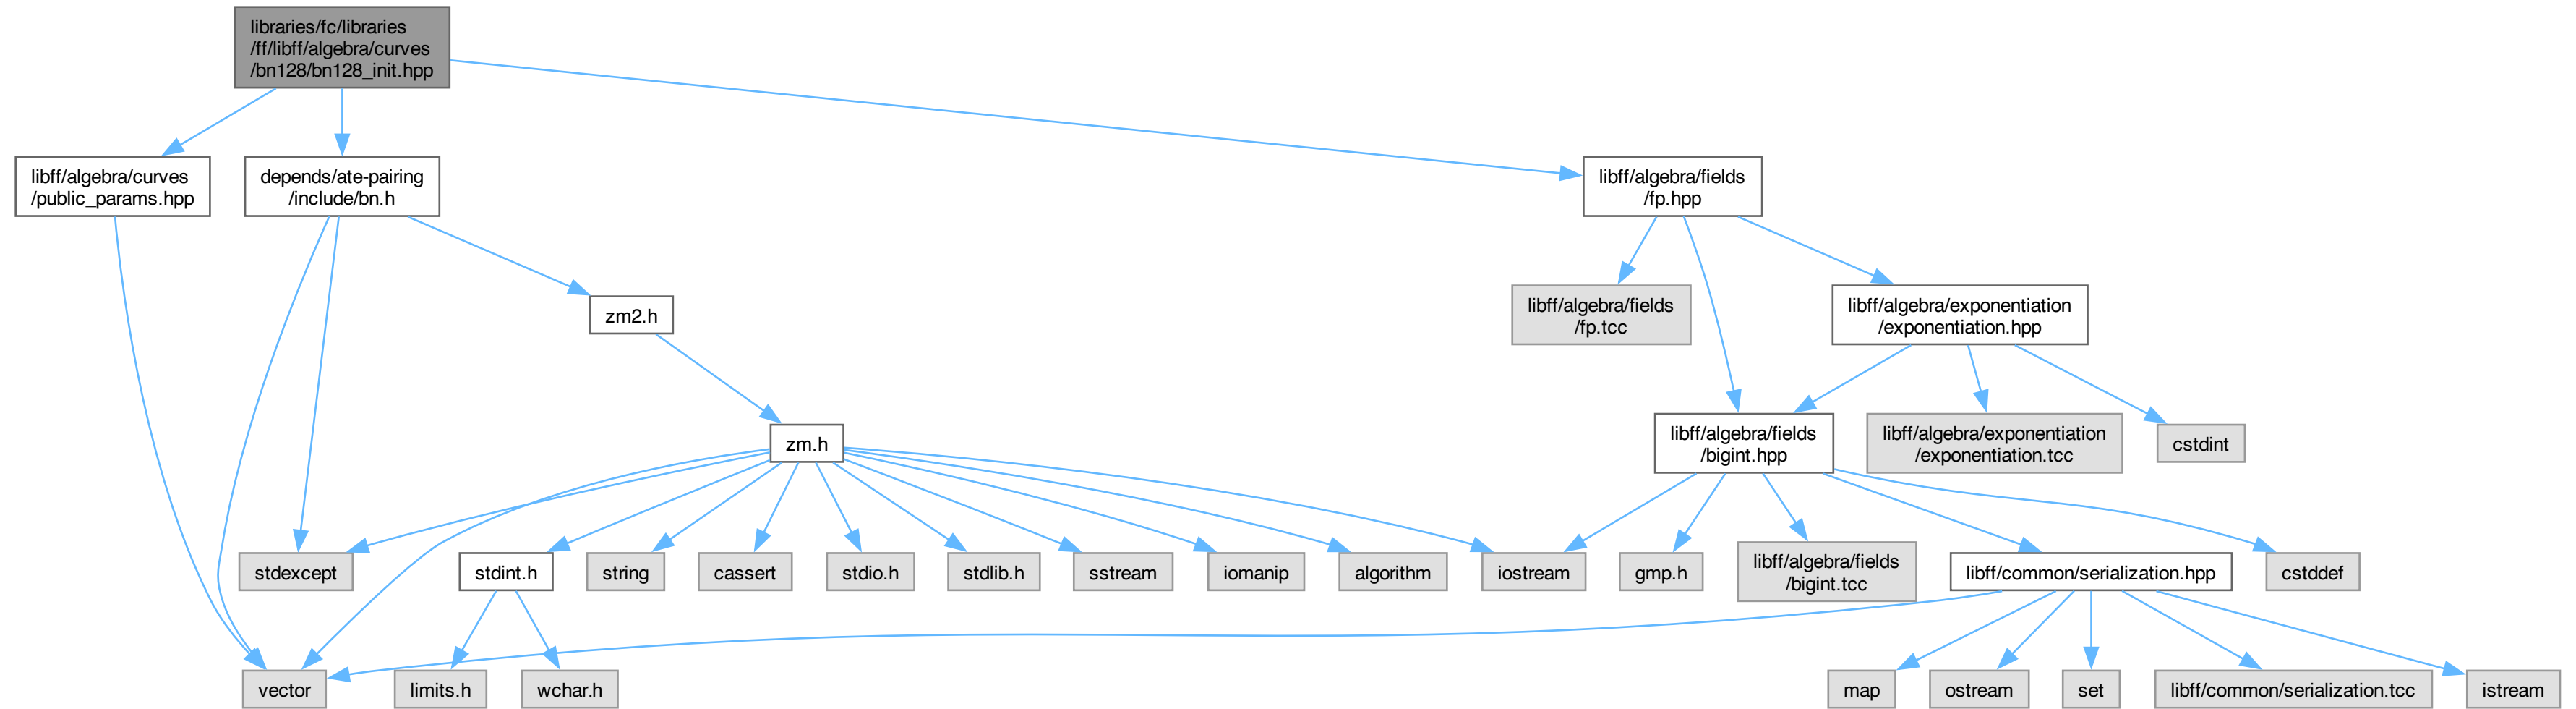 libraries/fc/libraries
/ff/libff/algebra/curves
/bn128/bn128_init.hpp
libff/algebra/curves
/public_params.hpp
depends/ate-pairing
/include/bn.h
libff/algebra/fields
/fp.hpp
zm2.h
libff/algebra/fields
/fp.tcc
libff/algebra/exponentiation
/exponentiation.hpp
zm.h
libff/algebra/fields
/bigint.hpp
libff/algebra/exponentiation
/exponentiation.tcc
cstdint
stdexcept
stdint.h
string
cassert
stdio.h
stdlib.h
sstream
iomanip
algorithm
iostream
gmp.h
libff/algebra/fields
/bigint.tcc
libff/common/serialization.hpp
cstddef
vector
limits.h
wchar.h
map
ostream
set
libff/common/serialization.tcc
istream